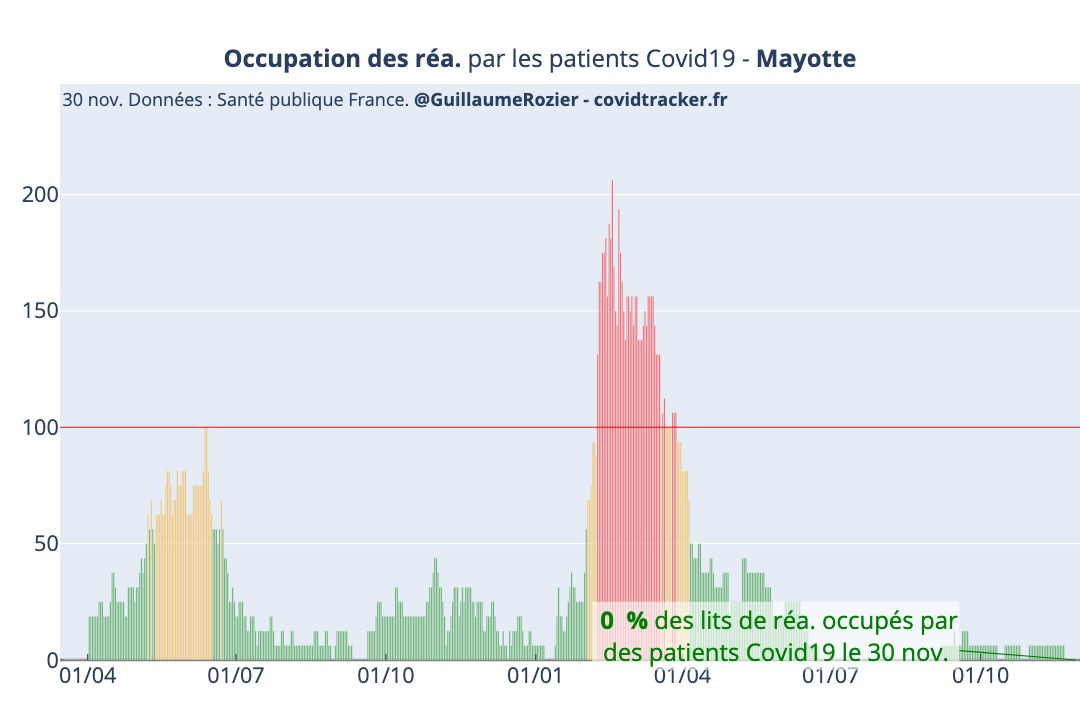 Occupation des réa. par les patients Covid19 - Mayotte
30 nov. Données : Santé publique France. @GuillaumeRozier - covidtracker.fr
200
150
100
50
0
0 % des lits de réa. occupés par
des patients Covid19 le 30 nov.
01/04 01/07 01/10 01/01 01/04 01/07 01/10